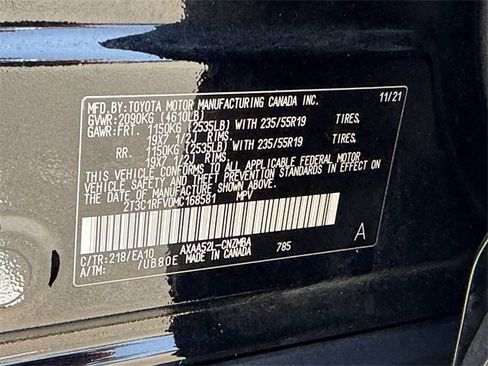 MFD.BY:TOYOTA MOTOR MANUFACTURING CANADA INC. 11/21
GVWR:2090KG (4610LB)
GAWR:FRT. 1150KG (2535LB) WITH 235/55R19 TIRES,
19X7 1/2J RIMS,
RR. 1150KG (2535LB) WITH 235/55R19 TIRES,
19X7 1/2J RIMS,
THIS VEHICLE CONFORMS TO ALL APPLICABLE FEDERAL MOTOR
VEHICLE SAFETY AND THEFT PREVENTION STANDARDS IN EFFECT
ON THE DATE OF MANUFACTURE SHOWN ABOVE.
2T3C1RFV0MC168581 MPV
C/TR:218/EA10 AXAA52L-CNZMBA 785 A
A/TM: /UB80E MADE IN CANADA